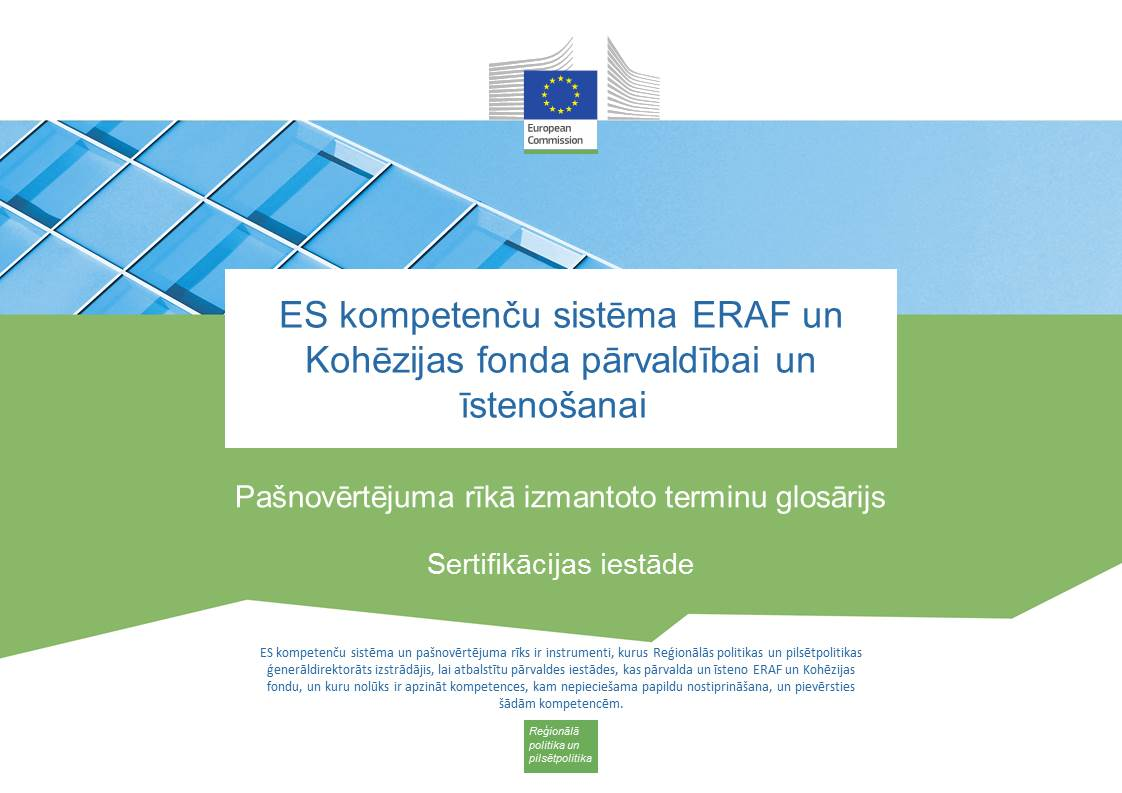 European
Commission
ES kompetenču sistēma ERAF un
Kohēzijas fonda pārvaldībai un
īstenošanai
Pašnovērtējuma rīkā izmantoto terminu glosārijs
Sertifikācijas iestāde
ES kompetenču sistēma un pašnovērtējuma rīks ir instrumenti, kurus Reģionālās politikas un pilsētpolitikas
ģenerāldirektorāts izstrādājis, lai atbalstītu pārvaldes iestādes, kas pārvalda un īsteno ERAF un Kohēzijas
fondu, un kuru nolūks ir apzināt kompetences, kam nepieciešama papildu nostiprināšana, un pievērsties
šādām kompetencēm.
Reģionālā
politika un
pilsētpolitika